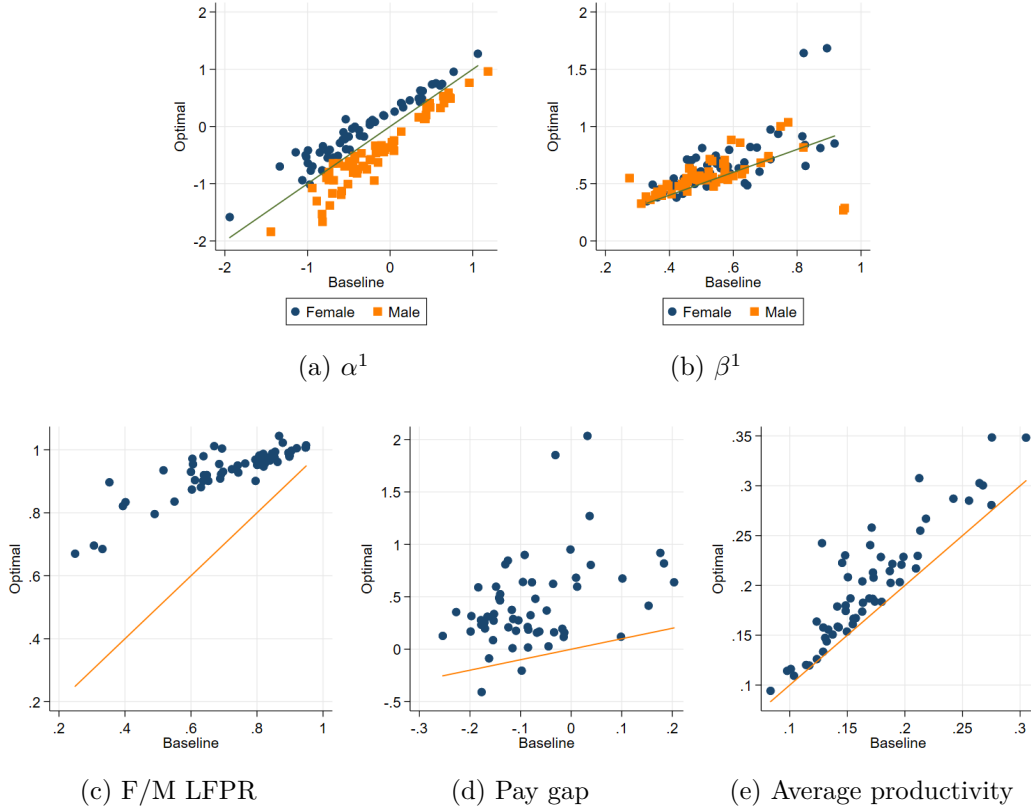 2
1
0
-1
-2
Optimal
-2
-1
0
1
Baseline
Female
Male
(a) α¹
2
1.5
1
.5
0
Optimal
.2
.4
.6
.8
1
Baseline
Female
Male
(b) β¹
1
.8
.6
.4
.2
Optimal
.2
.4
.6
.8
1
Baseline
(c) F/M LFPR
2
1.5
1
.5
0
-.5
Optimal
-.3
-.2
-.1
0
.1
.2
Baseline
(d) Pay gap
.35
.3
.25
.2
.15
.1
Optimal
.1
.15
.2
.25
.3
Baseline
(e) Average productivity